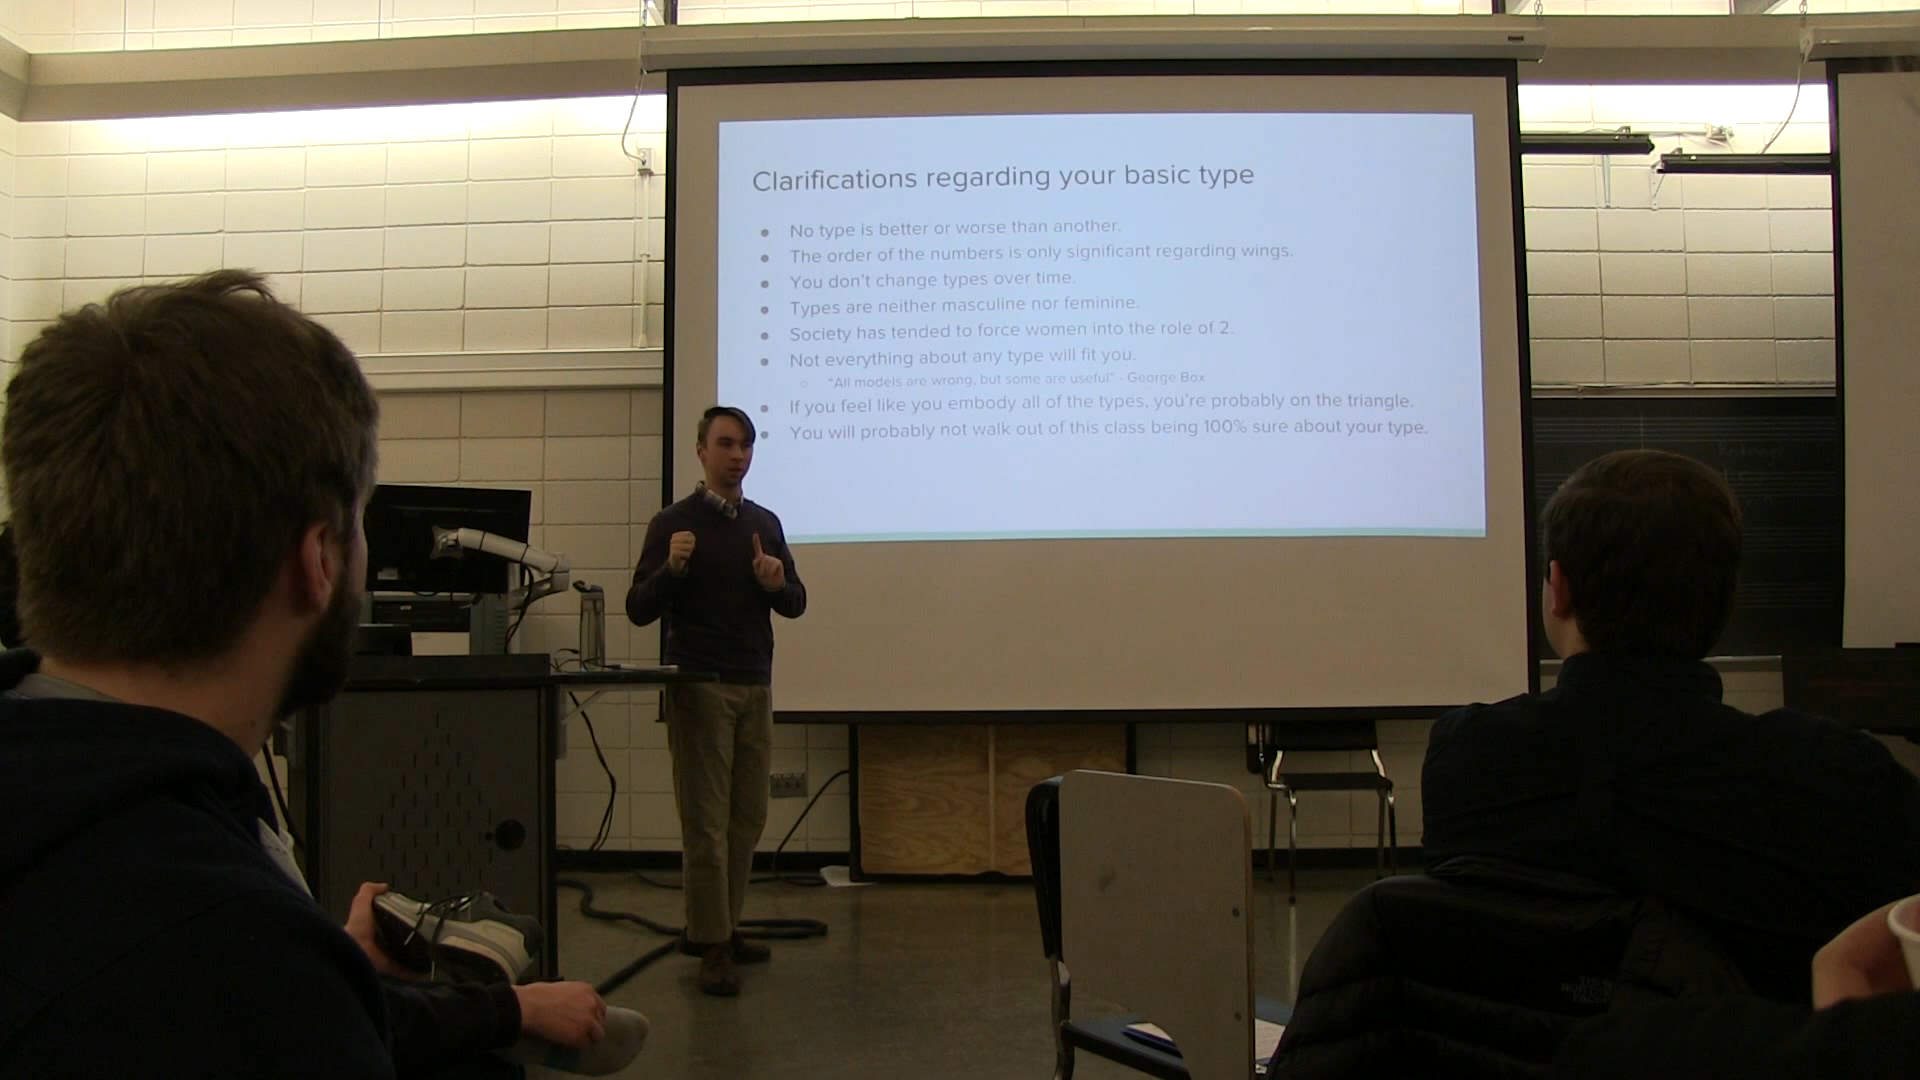 Clarifications regarding your basic type
● No type is better or worse than another.
● The order of the numbers is only significant regarding wings.
● You don't change types over time.
● Types are neither masculine nor feminine.
● Society has tended to force women into the role of 2.
● Not everything about any type will fit you.
○ "All models are wrong, but some are useful" - George Box
● If you feel like you embody all of the types, you're probably on the triangle.
● You will probably not walk out of this class being 100% sure about your type.